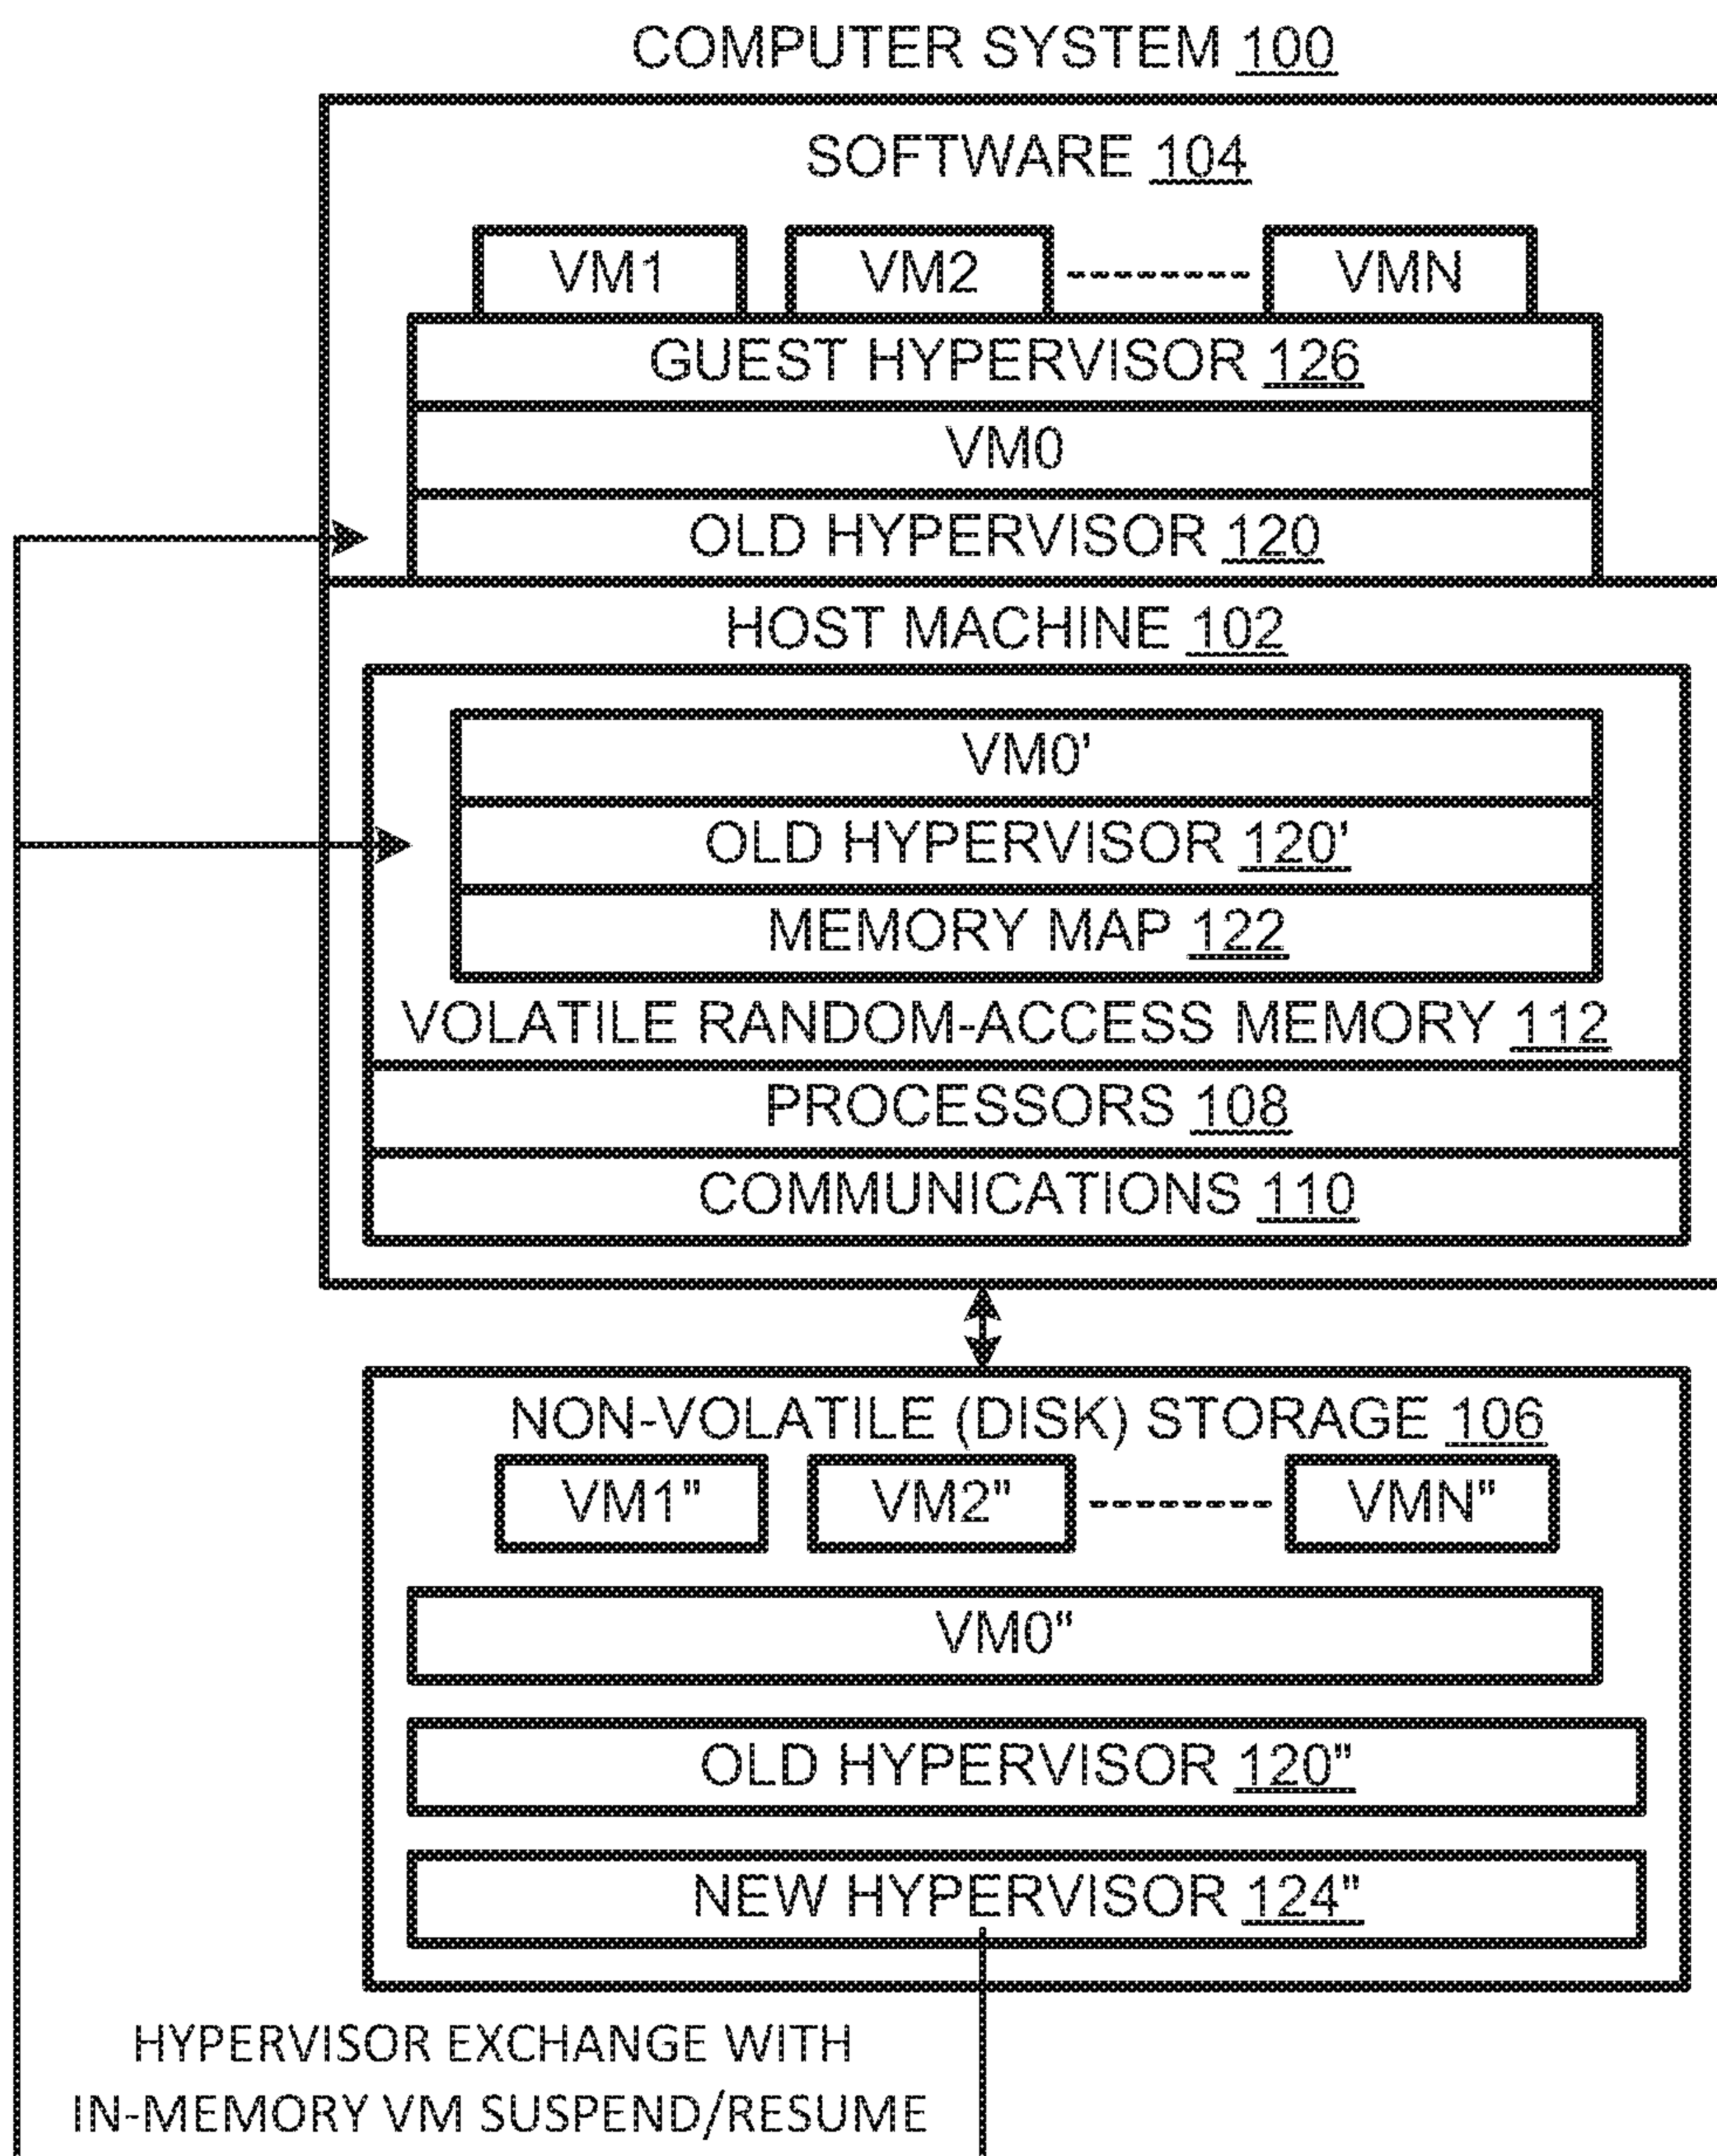 COMPUTER SYSTEM 100
SOFTWARE 104
VM1 VM2 VMN
GUEST HYPERVISOR 126
VM0
OLD HYPERVISOR 120
HOST MACHINE 102
VM0'
OLD HYPERVISOR 120'
MEMORY MAP 122
VOLATILE RANDOM-ACCESS MEMORY 112
PROCESSORS 108
COMMUNICATIONS 110
NON-VOLATILE (DISK) STORAGE 106
VM1" VM2" VMN"
VM0"
OLD HYPERVISOR 120"
NEW HYPERVISOR 124"
HYPERVISOR EXCHANGE WITH
IN-MEMORY VM SUSPEND/RESUME